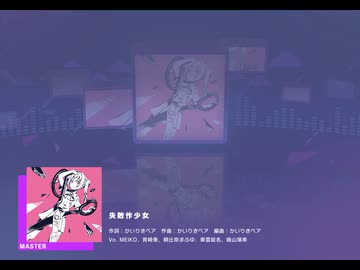 失敗作少女
作詞：かいりきベア　作曲：かいりきベア　編曲：かいりきベア
Vo. MEIKO、宵崎奏、朝比奈まふゆ、東雲絵名、暁山瑞希
MASTER